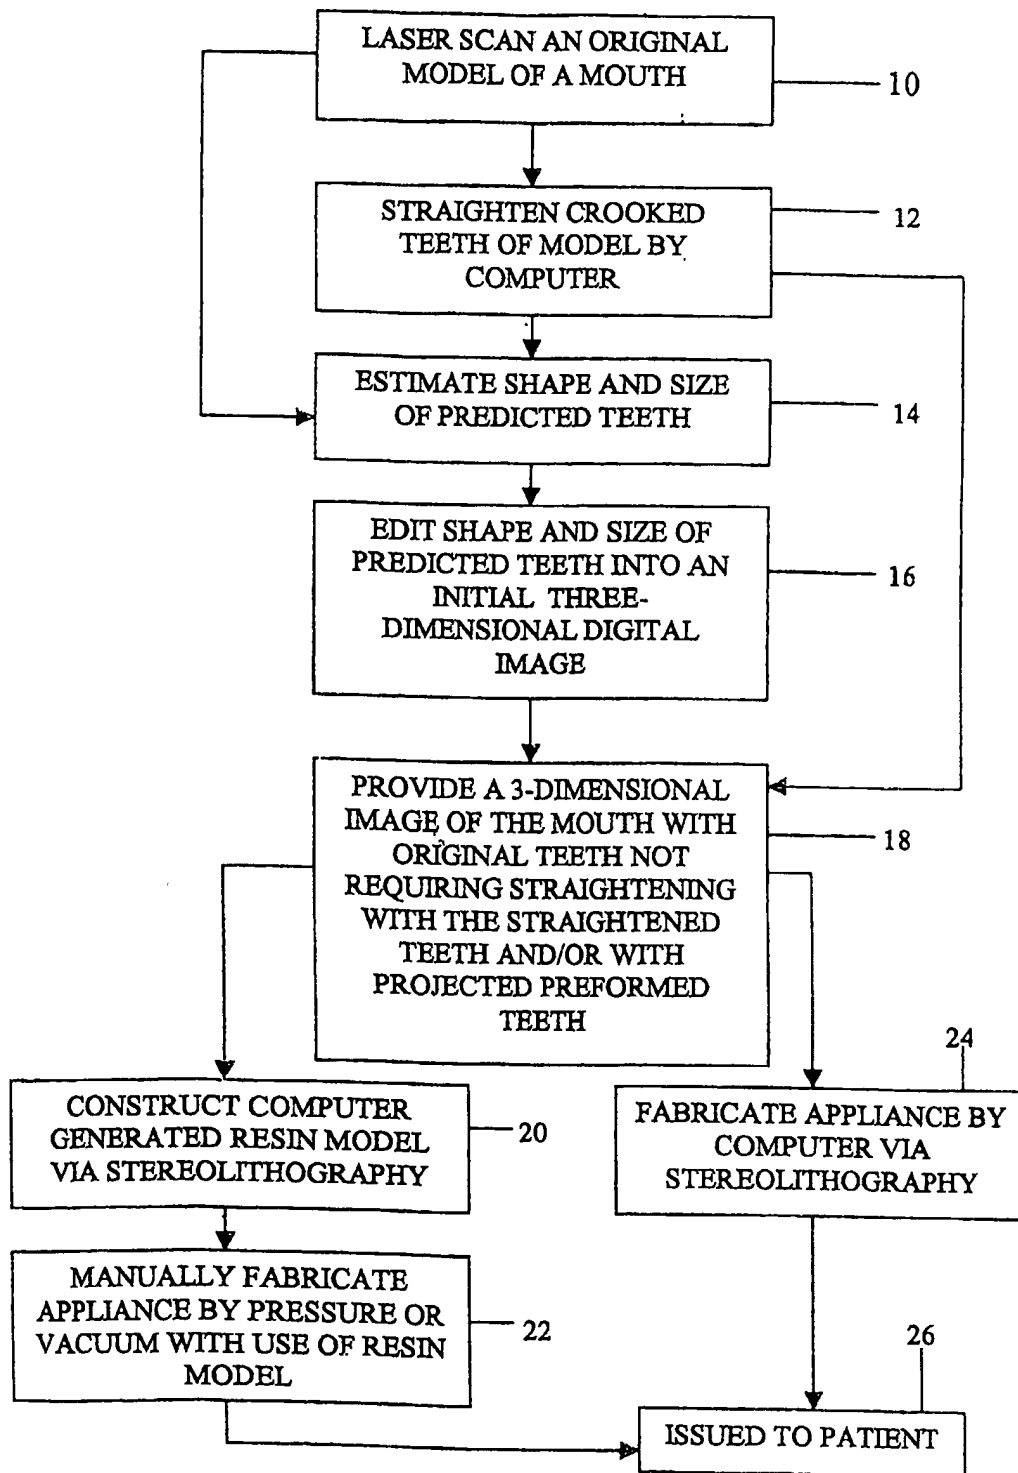 LASER SCAN AN ORIGINAL
MODEL OF A MOUTH
10
STRAIGHTEN CROOKED
TEETH OF MODEL BY
COMPUTER
12
ESTIMATE SHAPE AND SIZE
OF PREDICTED TEETH
14
EDIT SHAPE AND SIZE OF
PREDICTED TEETH INTO AN
INITIAL THREE-
DIMENSIONAL DIGITAL
IMAGE
16
PROVIDE A 3-DIMENSIONAL
IMAGE OF THE MOUTH WITH
ORIGINAL TEETH NOT
REQUIRING STRAIGHTENING
WITH THE STRAIGHTENED
TEETH AND/OR WITH
PROJECTED PREFORMED
TEETH
18
CONSTRUCT COMPUTER
GENERATED RESIN MODEL
VIA STEREOLITHOGRAPHY
20
24
FABRICATE APPLIANCE BY
COMPUTER VIA
STEREOLITHOGRAPHY
MANUALLY FABRICATE
APPLIANCE BY PRESSURE OR
VACUUM WITH USE OF RESIN
MODEL
22
26
ISSUED TO PATIENT